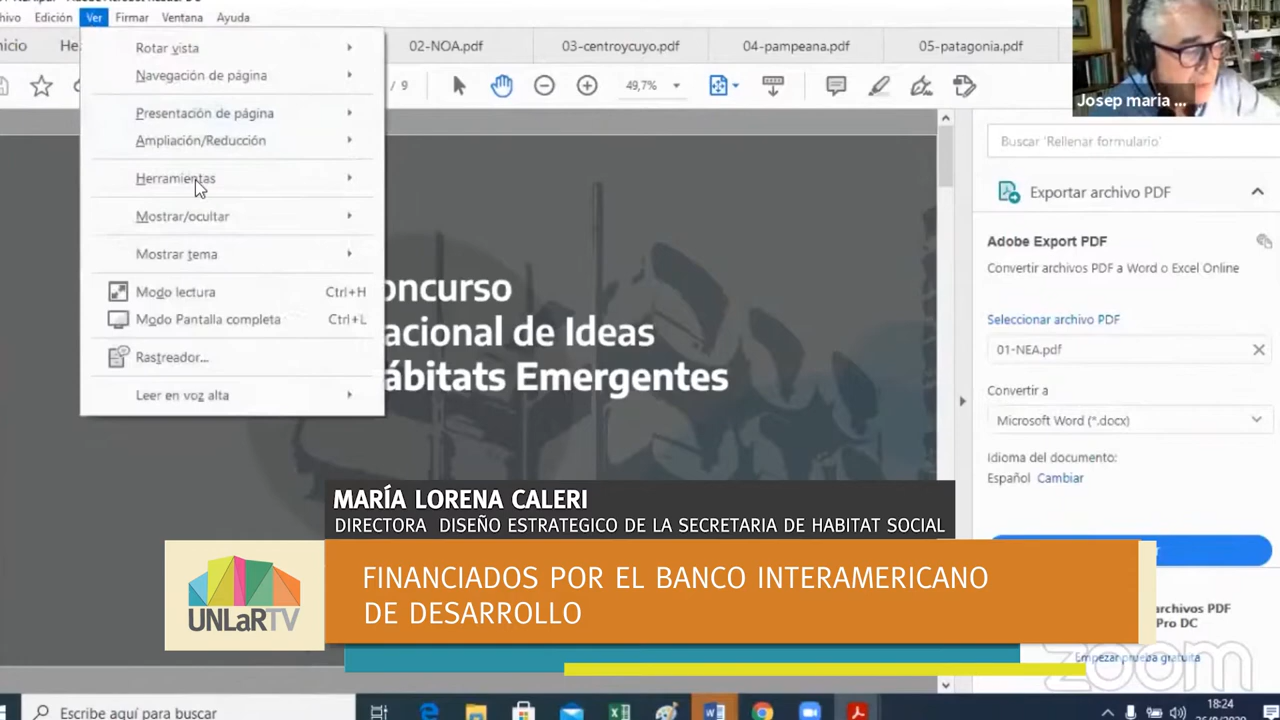 Edición Ver Firmar Ventana Ayuda
02-NOA.pdf 03-centroycuyo.pdf 04-pampeana.pdf 05-patagonia.pdf
/ 9 49,7%
Rotar vista
Navegación de página
Presentación de página
Ampliación/Reducción
Herramientas
Mostrar/ocultar
Mostrar tema
Modo lectura Ctrl+H
Modo Pantalla completa Ctrl+L
Rastreador...
Leer en voz alta
oncurso
acional de Ideas
ábitats Emergentes
Josep maria ...
Buscar 'Rellenar formulario'
Exportar archivo PDF
Adobe Export PDF
Convertir archivos PDF a Word o Excel Online
Seleccionar archivo PDF
01-NEA.pdf
Convertir a
Microsoft Word (*.docx)
Idioma del documento:
Español Cambiar
archivos PDF
Pro DC
Empezar prueba gratuita
zoom
MARÍA LORENA CALERI
DIRECTORA DISEÑO ESTRATEGICO DE LA SECRETARIA DE HABITAT SOCIAL
FINANCIADOS POR EL BANCO INTERAMERICANO
DE DESARROLLO
UNLaRTV
Escribe aquí para buscar
18:24